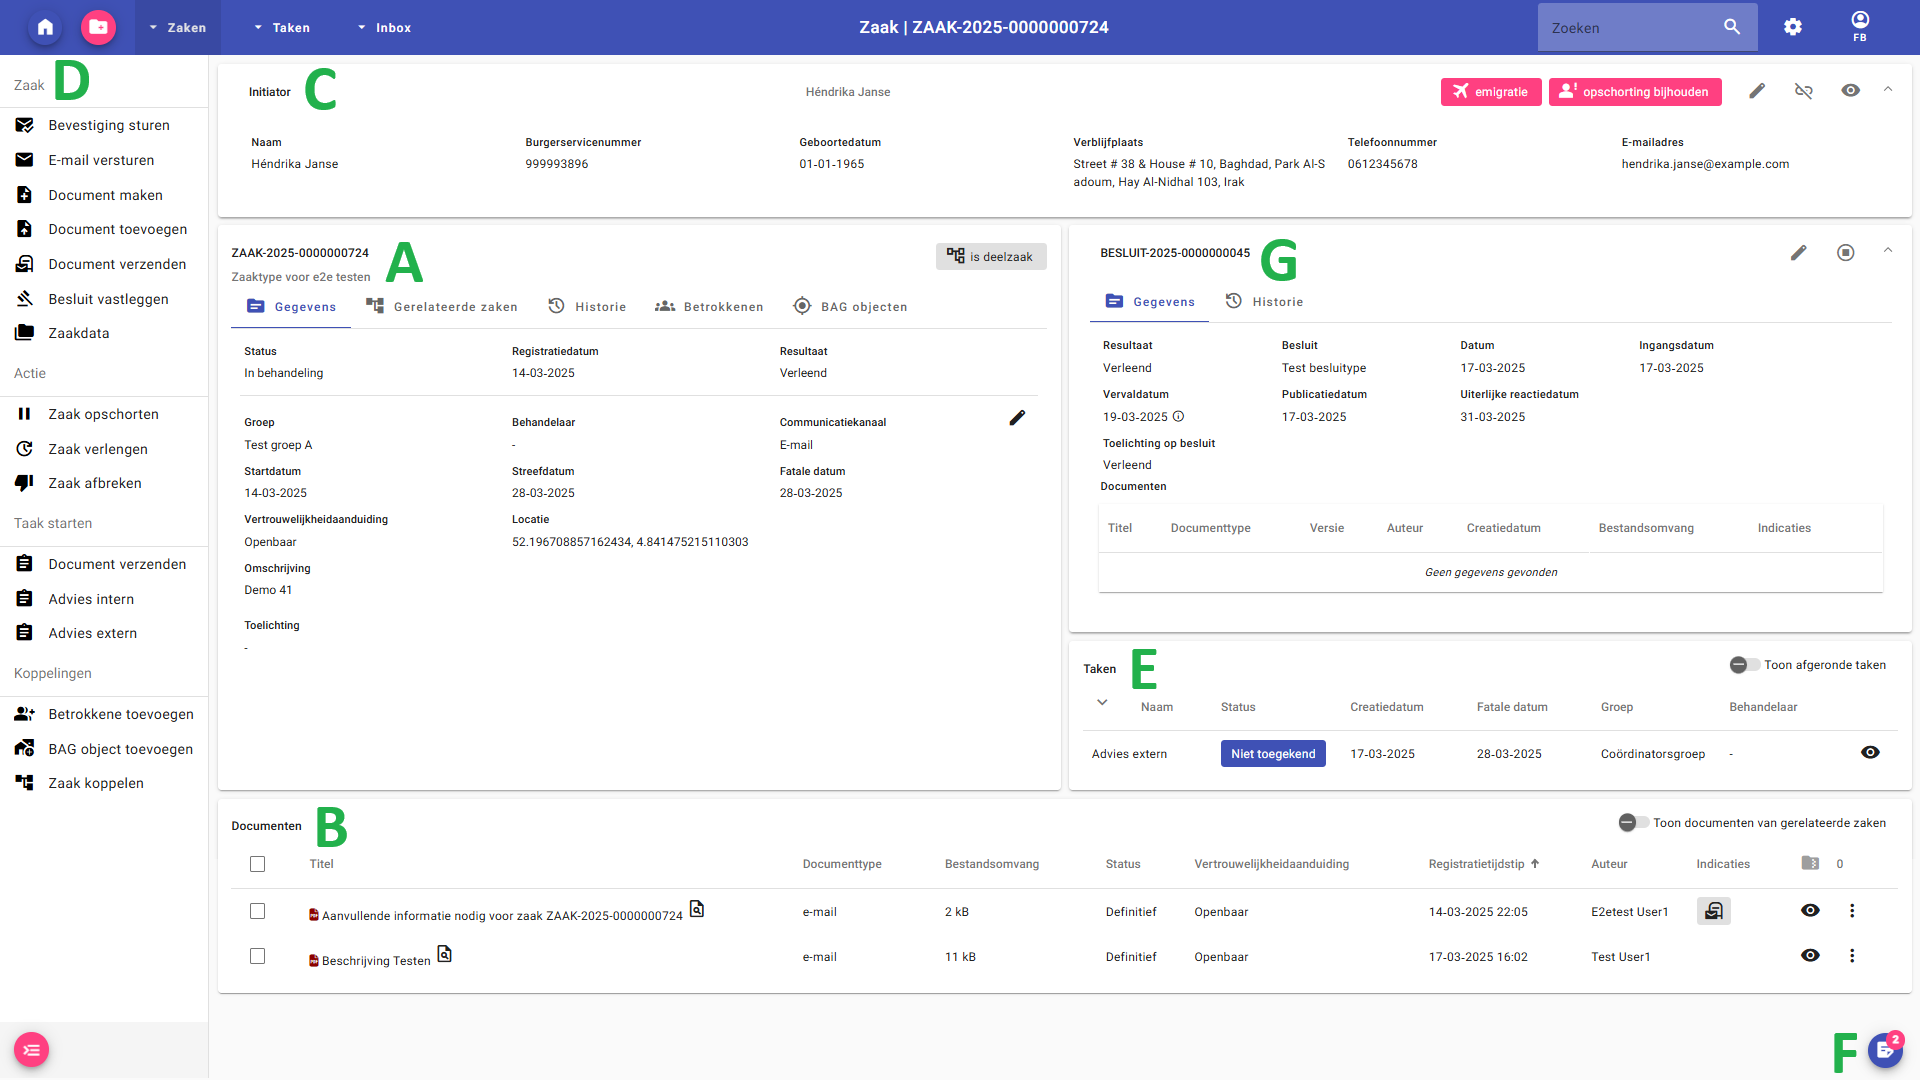 Zaken
Taken
Inbox
Zaak | ZAAK-2025-0000000724
Zoeken
FB
Zaak
D
Bevestiging sturen
E-mail versturen
Document maken
Document toevoegen
Document verzenden
Besluit vastleggen
Zaakdata
Actie
Zaak opschorten
Zaak verlengen
Zaak afbreken
Taak starten
Document verzenden
Advies intern
Advies extern
Koppelingen
Betrokkene toevoegen
BAG object toevoegen
Zaak koppelen
Initiator
C
Héndrika Janse
emigratie
opschorting bijhouden
Naam
Burgerservicenummer
Geboortedatum
Verblijfplaats
Telefoonnummer
E-mailadres
Héndrika Janse
999993896
01-01-1965
Street # 38 & House # 10, Baghdad, Park Al-S
adoum, Hay Al-Nidhal 103, Irak
0612345678
hendrika.janse@example.com
ZAAK-2025-0000000724
A
Zaaktype voor e2e testen
is deelzaak
Gegevens
Gerelateerde zaken
Historie
Betrokkenen
BAG objecten
Status
Registratiedatum
Resultaat
In behandeling
14-03-2025
Verleend
Groep
Behandelaar
Communicatiekanaal
Test groep A
-
E-mail
Startdatum
Streefdatum
Fatale datum
14-03-2025
28-03-2025
28-03-2025
Vertrouwelijkheidaanduiding
Locatie
Openbaar
52.196708857162434, 4.841475215110303
Omschrijving
Demo 41
Toelichting
-
BESLUIT-2025-0000000045
G
Gegevens
Historie
Resultaat
Besluit
Datum
Ingangsdatum
Verleend
Test besluitype
17-03-2025
17-03-2025
Vervaldatum
Publicatiedatum
Uiterlijke reactiedatum
19-03-2025
17-03-2025
31-03-2025
Toelichting op besluit
Verleend
Documenten
Titel
Documenttype
Versie
Auteur
Creatiedatum
Bestandsomvang
Indicaties
Geen gegevens gevonden
Taken
E
Toon afgeronde taken
Naam
Status
Creatiedatum
Fatale datum
Groep
Behandelaar
Advies extern
Niet toegekend
17-03-2025
28-03-2025
Coördinatorsgroep
-
Documenten
B
Toon documenten van gerelateerde zaken
Titel
Documenttype
Bestandsomvang
Status
Vertrouwelijkheidaanduiding
Registratietijdstip
Auteur
Indicaties
0
PDF
Aanvullende informatie nodig voor zaak ZAAK-2025-0000000724
e-mail
2 kB
Definitief
Openbaar
14-03-2025 22:05
E2etest User1
PDF
Beschrijving Testen
e-mail
11 kB
Definitief
Openbaar
17-03-2025 16:02
Test User1
F
2